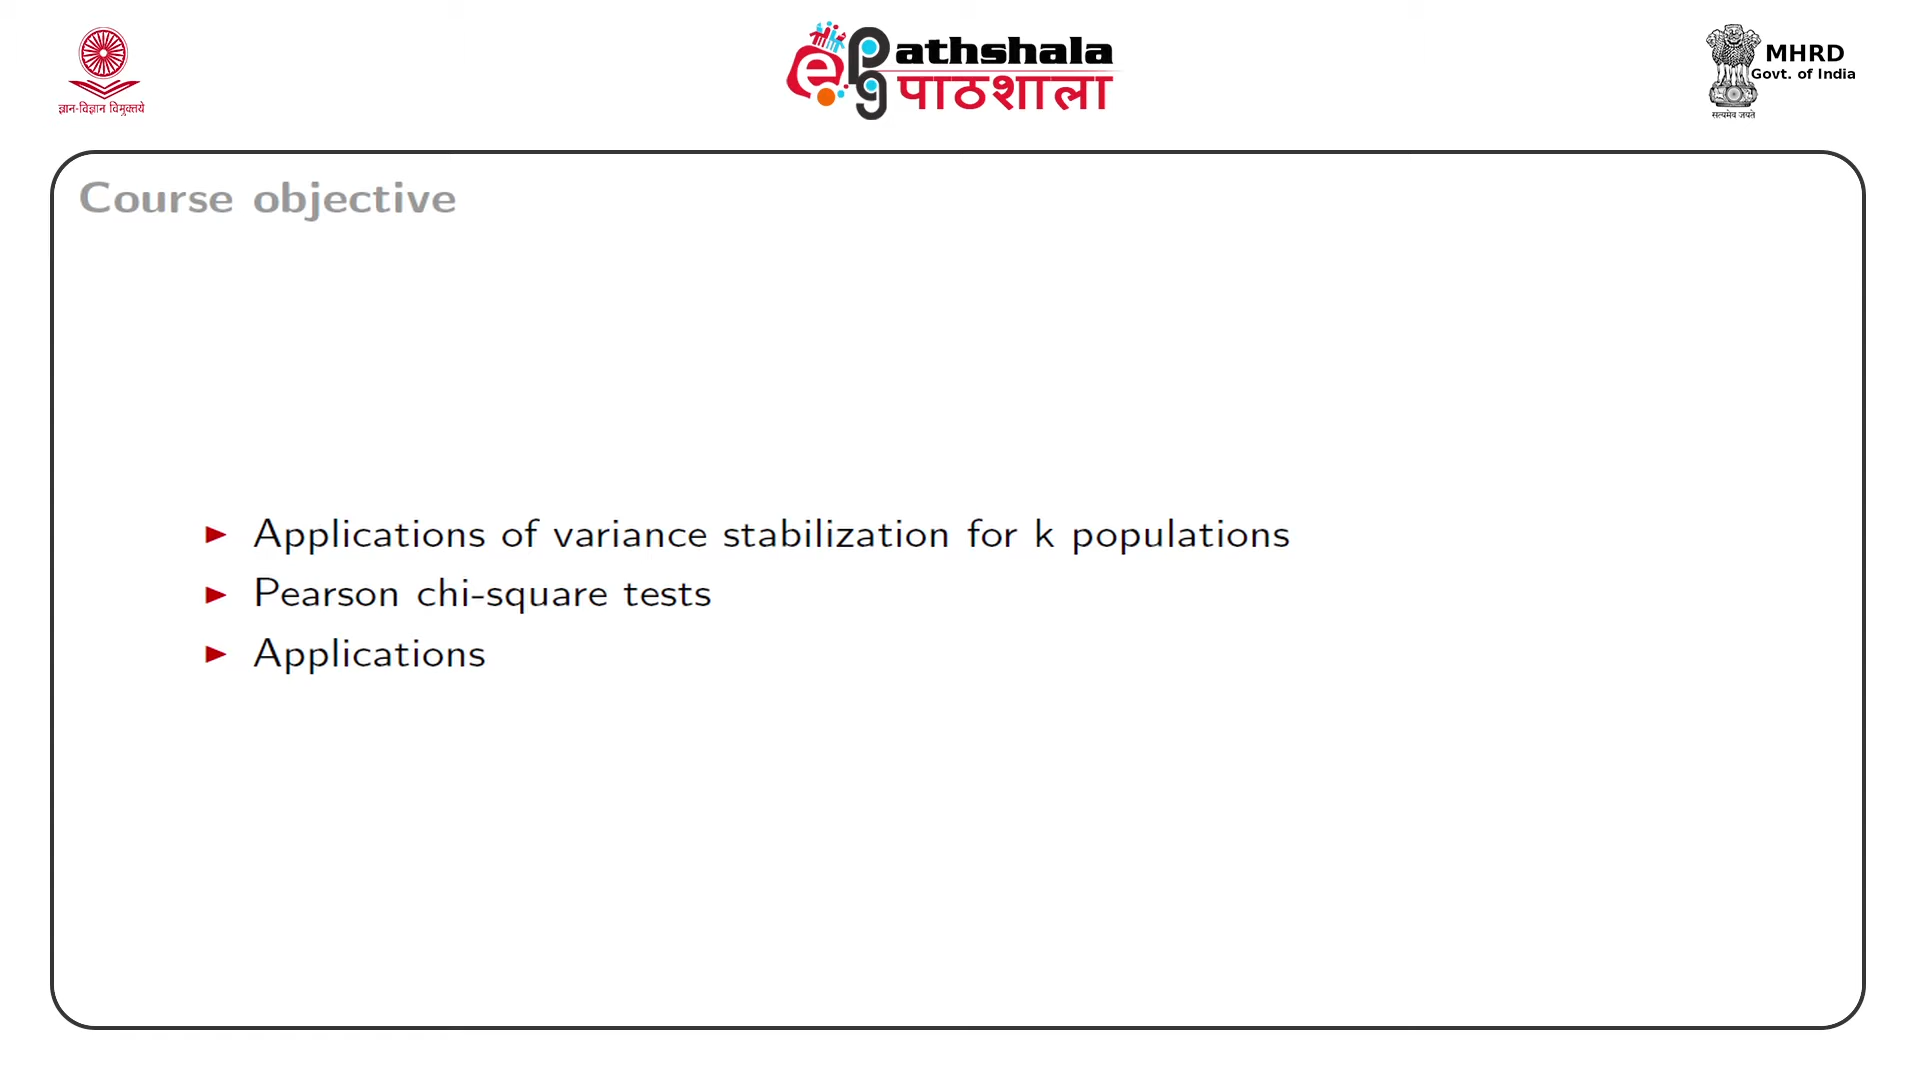 ज्ञान-विज्ञान विमुक्तये
ePathshala
पाठशाला
MHRD
Govt. of India
सत्यमेव जयते
Course objective
Applications of variance stabilization for k populations
Pearson chi-square tests
Applications